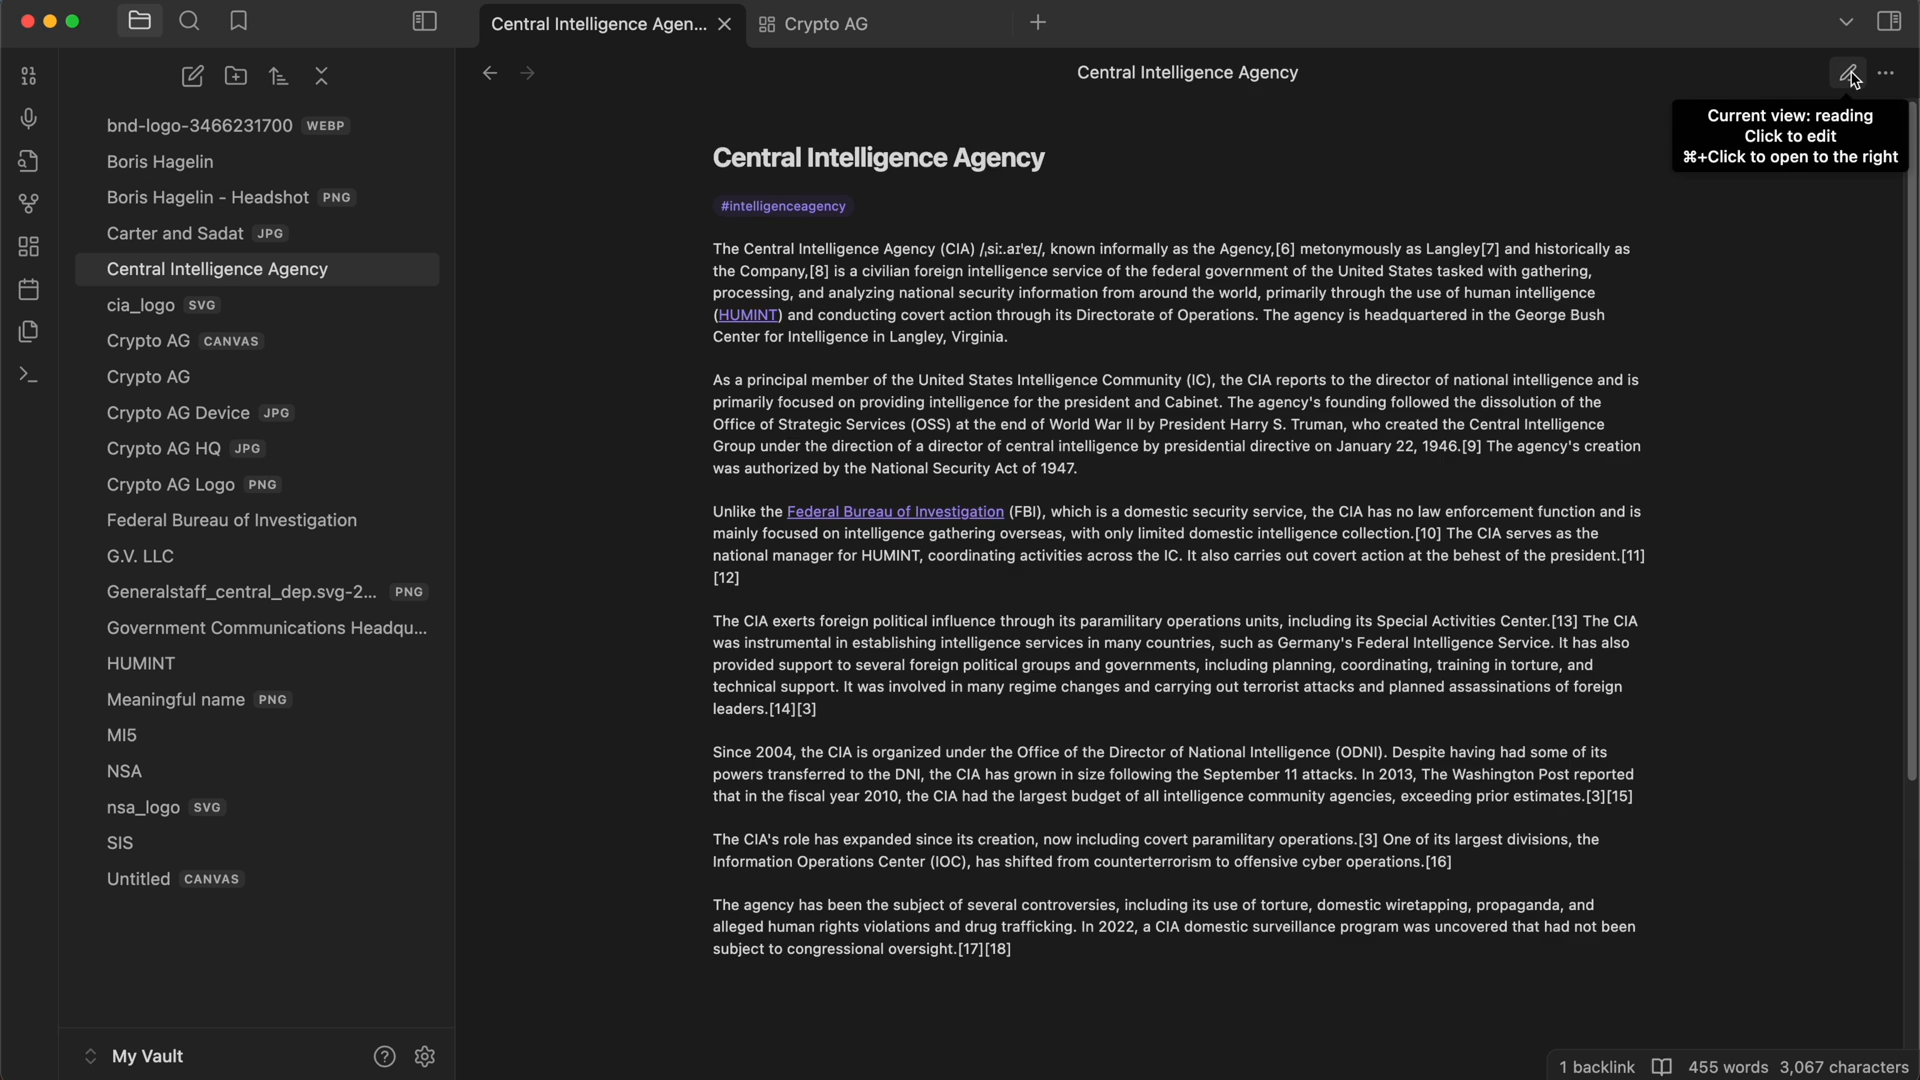 Central Intelligence Agen...
Crypto AG
Central Intelligence Agency
Current view: reading
Click to edit
⌘+Click to open to the right
bnd-logo-3466231700 WEBP
Boris Hagelin
Boris Hagelin - Headshot PNG
Carter and Sadat JPG
Central Intelligence Agency
cia_logo SVG
Crypto AG CANVAS
Crypto AG
Crypto AG Device JPG
Crypto AG HQ JPG
Crypto AG Logo PNG
Federal Bureau of Investigation
G.V. LLC
Generalstaff_central_dep.svg-2... PNG
Government Communications Headqu...
HUMINT
Meaningful name PNG
MI5
NSA
nsa_logo SVG
SIS
Untitled CANVAS
My Vault
Central Intelligence Agency
#intelligenceagency
The Central Intelligence Agency (CIA) /ˌsiː.aɪˈeɪ/, known informally as the Agency,[6] metonymously as Langley[7] and historically as
the Company,[8] is a civilian foreign intelligence service of the federal government of the United States tasked with gathering,
processing, and analyzing national security information from around the world, primarily through the use of human intelligence
(HUMINT) and conducting covert action through its Directorate of Operations. The agency is headquartered in the George Bush
Center for Intelligence in Langley, Virginia.
As a principal member of the United States Intelligence Community (IC), the CIA reports to the director of national intelligence and is
primarily focused on providing intelligence for the president and Cabinet. The agency's founding followed the dissolution of the
Office of Strategic Services (OSS) at the end of World War II by President Harry S. Truman, who created the Central Intelligence
Group under the direction of a director of central intelligence by presidential directive on January 22, 1946.[9] The agency's creation
was authorized by the National Security Act of 1947.
Unlike the Federal Bureau of Investigation (FBI), which is a domestic security service, the CIA has no law enforcement function and is
mainly focused on intelligence gathering overseas, with only limited domestic intelligence collection.[10] The CIA serves as the
national manager for HUMINT, coordinating activities across the IC. It also carries out covert action at the behest of the president.[11]
[12]
The CIA exerts foreign political influence through its paramilitary operations units, including its Special Activities Center.[13] The CIA
was instrumental in establishing intelligence services in many countries, such as Germany's Federal Intelligence Service. It has also
provided support to several foreign political groups and governments, including planning, coordinating, training in torture, and
technical support. It was involved in many regime changes and carrying out terrorist attacks and planned assassinations of foreign
leaders.[14][3]
Since 2004, the CIA is organized under the Office of the Director of National Intelligence (ODNI). Despite having had some of its
powers transferred to the DNI, the CIA has grown in size following the September 11 attacks. In 2013, The Washington Post reported
that in the fiscal year 2010, the CIA had the largest budget of all intelligence community agencies, exceeding prior estimates.[3][15]
The CIA's role has expanded since its creation, now including covert paramilitary operations.[3] One of its largest divisions, the
Information Operations Center (IOC), has shifted from counterterrorism to offensive cyber operations.[16]
The agency has been the subject of several controversies, including its use of torture, domestic wiretapping, propaganda, and
alleged human rights violations and drug trafficking. In 2022, a CIA domestic surveillance program was uncovered that had not been
subject to congressional oversight.[17][18]
1 backlink 455 words 3,067 characters